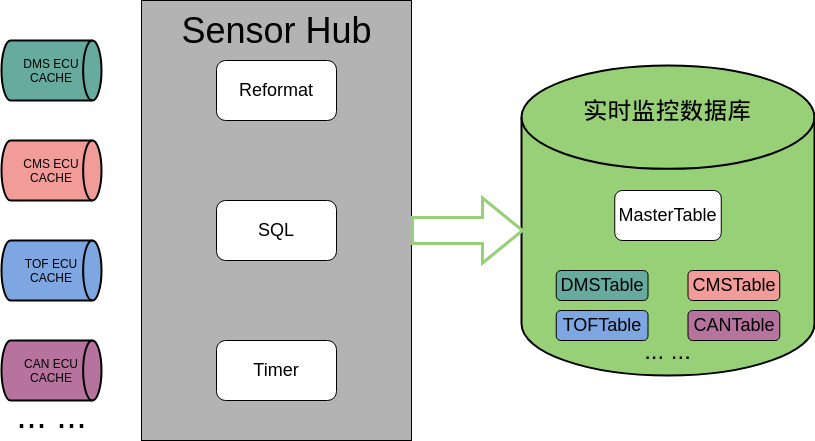 Sensor Hub
DMS ECU
CACHE
CMS ECU
CACHE
TOF ECU
CACHE
CAN ECU
CACHE
... ...
Reformat
SQL
Timer
实时监控数据库
MasterTable
DMSTable
CMSTable
TOFTable
CANTable
... ...